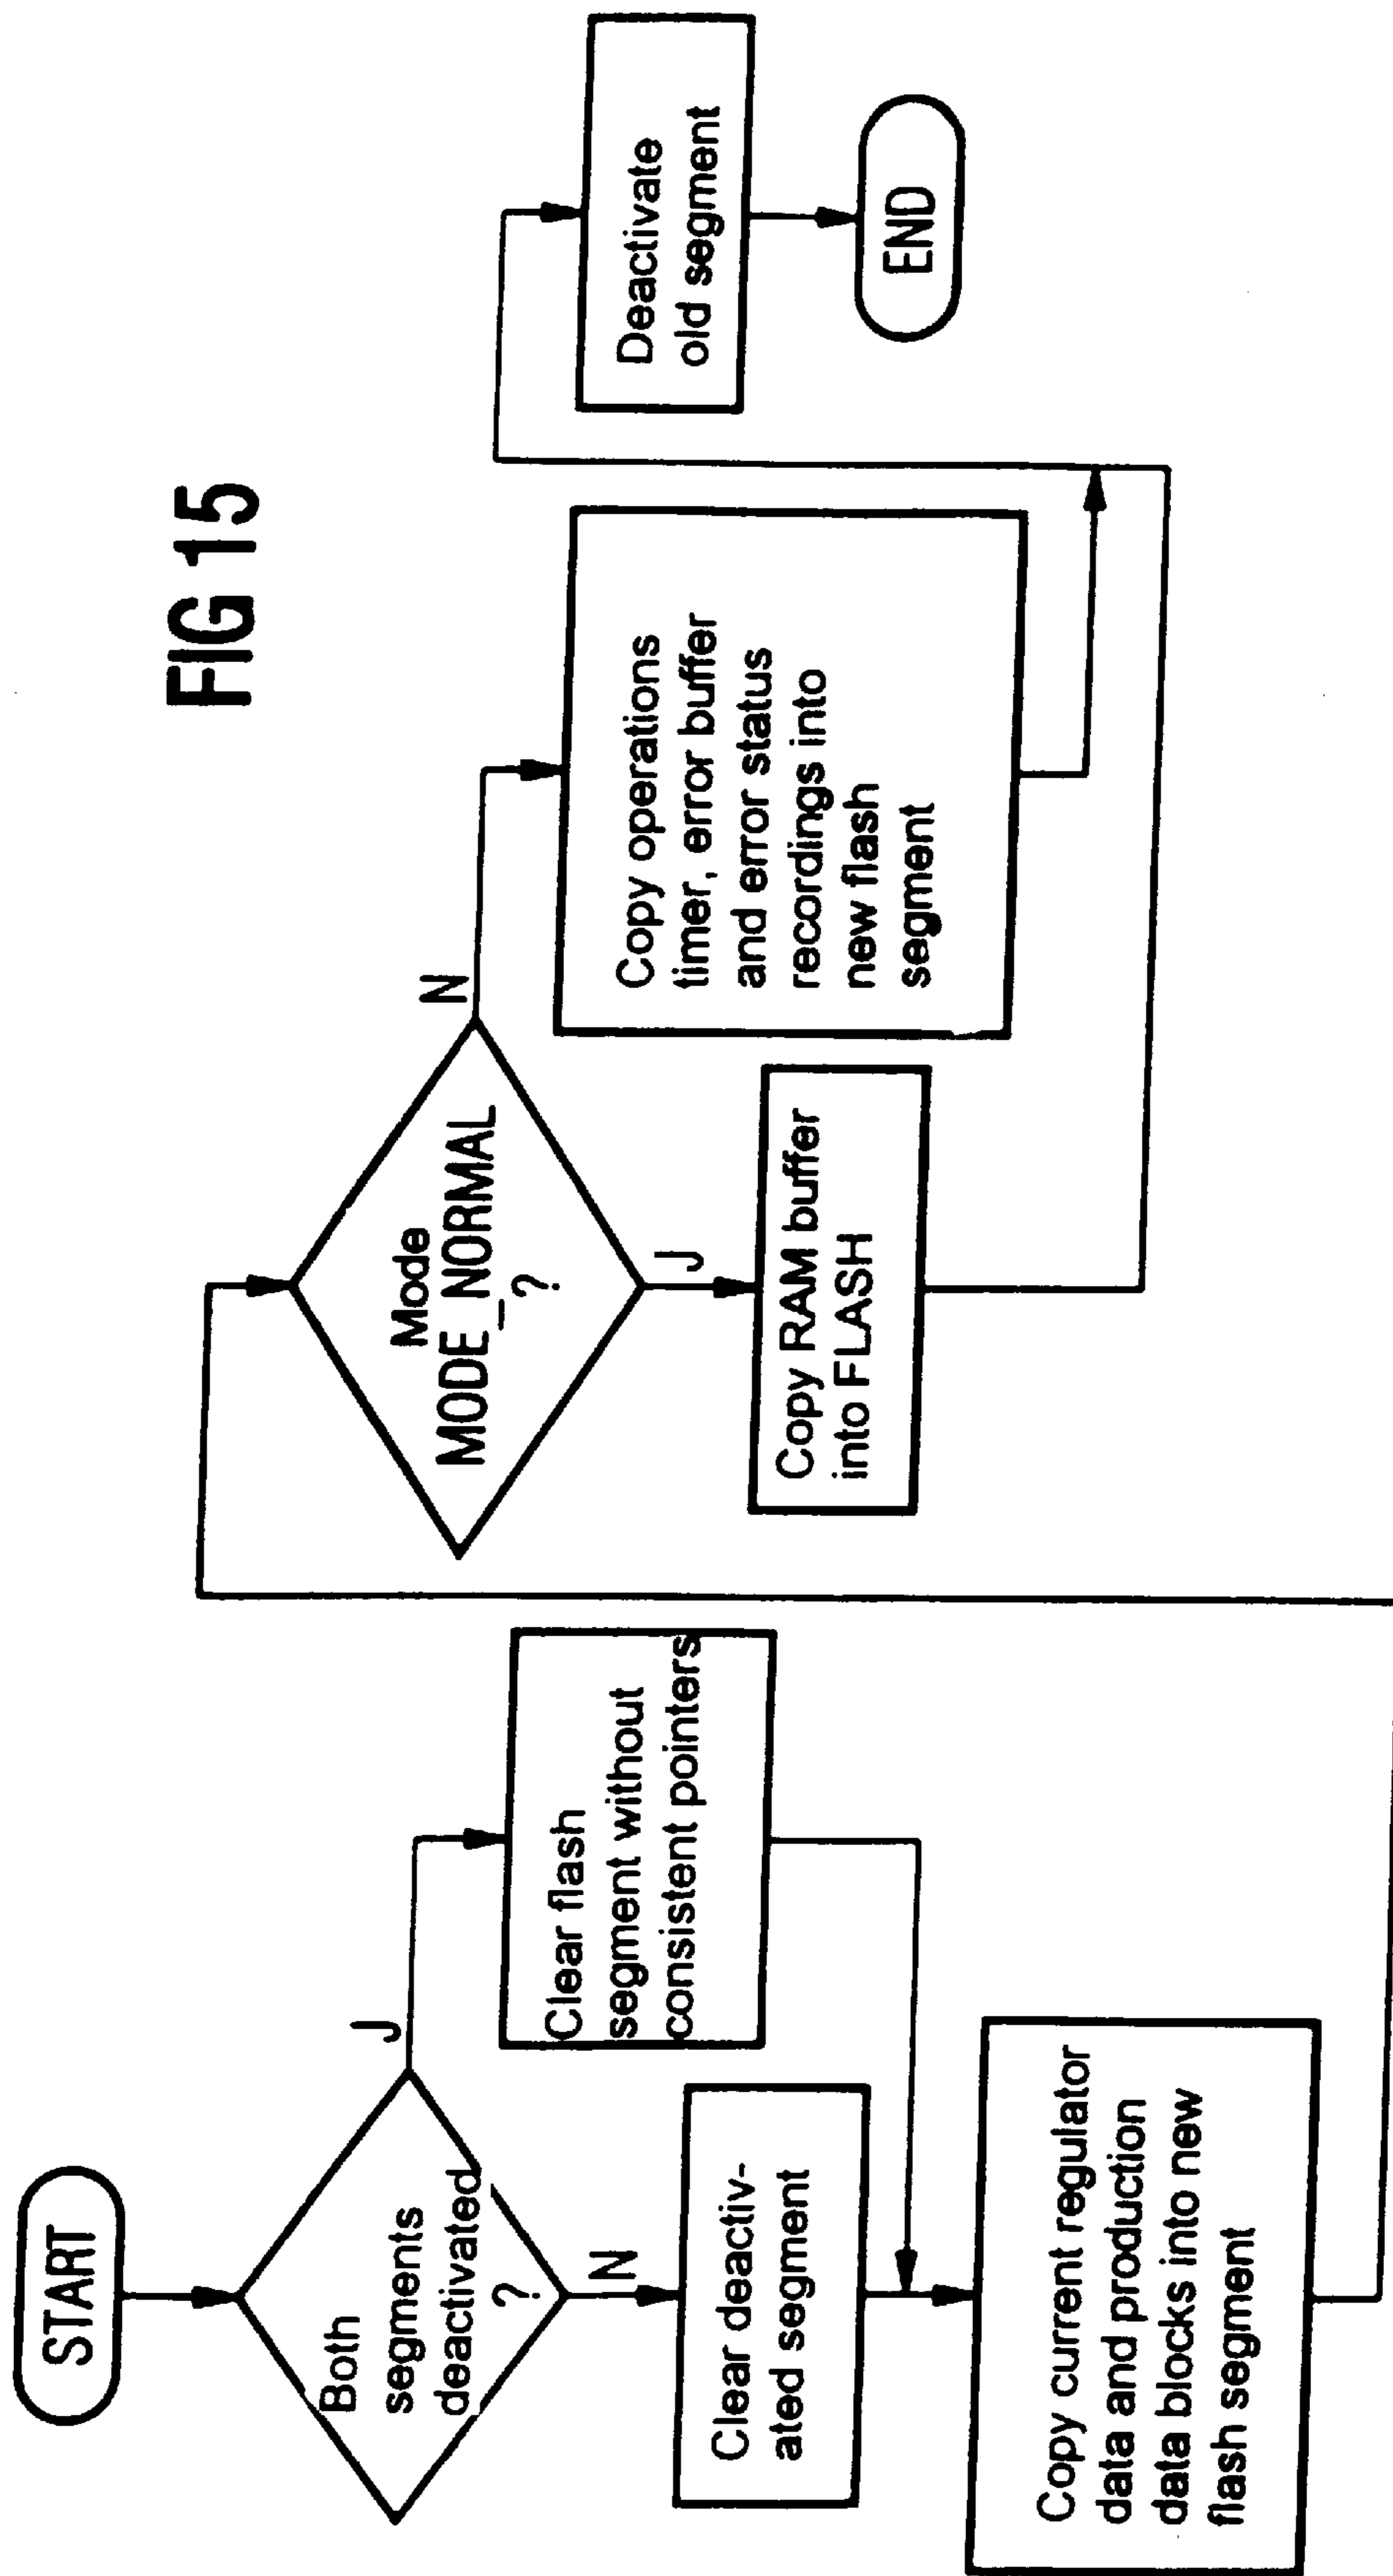 FIG 15
START
Both
segments
deactivated
?
J
N
Clear flash
segment without
consistent pointers
Clear deactiv-
ated segment
Copy current regulator
data and production
data blocks into new
flash segment
Mode
MODE_NORMAL
?
N
J
Copy RAM buffer
into FLASH
Copy operations
timer, error buffer
and error status
recordings into
new flash
segment
Deactivate
old segment
END